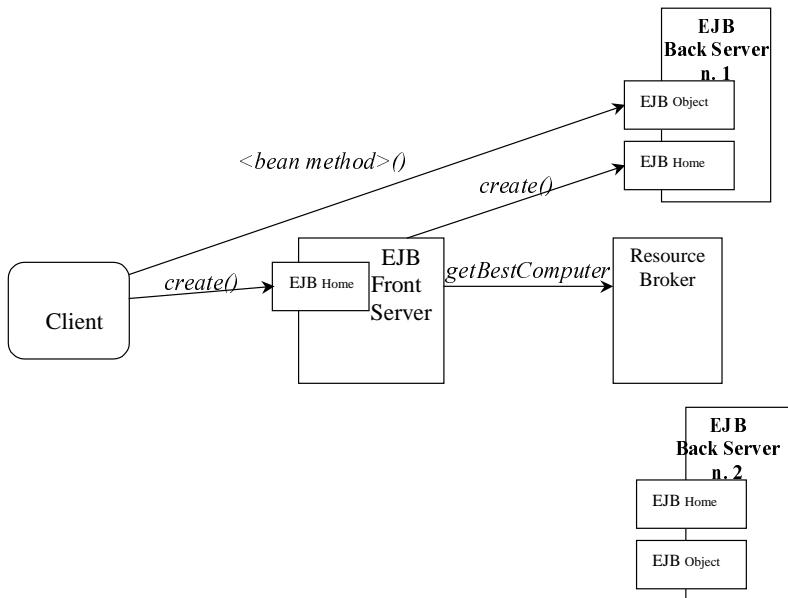 EJB
Back Server
n. 1
EJB Object
<bean method>()
EJB Home
create()
EJB
Front
Server
getBestComputer
Resource
Broker
create()
EJB Home
Client
EJB
Back Server
n. 2
EJB Home
EJB Object